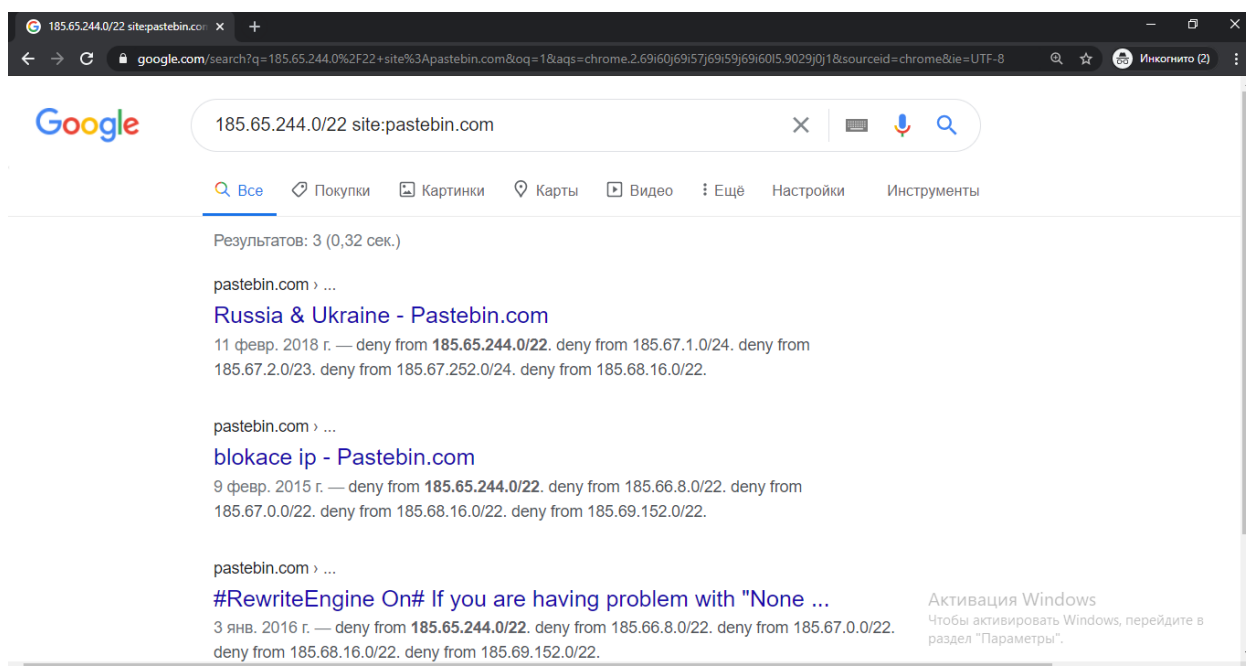 185.65.244.0/22 site:pastebin.con
google.com/search?q=185.65.244.0%2F22+site%3Apastebin.com&oq=1&aqs=chrome.2.69i60j69i57j69i59j69i60l5.9029j0j1&sourceid=chrome&ie=UTF-8
Инкогнито (2)
Google
185.65.244.0/22 site:pastebin.com
Все Покупки Картинки Карты Видео Ещё Настройки Инструменты
Результатов: 3 (0,32 сек.)
pastebin.com › ...
Russia & Ukraine - Pastebin.com
11 февр. 2018 г. — deny from 185.65.244.0/22. deny from 185.67.1.0/24. deny from
185.67.2.0/23. deny from 185.67.252.0/24. deny from 185.68.16.0/22.
pastebin.com › ...
blokace ip - Pastebin.com
9 февр. 2015 г. — deny from 185.65.244.0/22. deny from 185.66.8.0/22. deny from
185.67.0.0/22. deny from 185.68.16.0/22. deny from 185.69.152.0/22.
pastebin.com › ...
#RewriteEngine On# If you are having problem with "None ...
3 янв. 2016 г. — deny from 185.65.244.0/22. deny from 185.66.8.0/22. deny from 185.67.0.0/22.
deny from 185.68.16.0/22. deny from 185.69.152.0/22.
Активация Windows
Чтобы активировать Windows, перейдите в
раздел "Параметры".